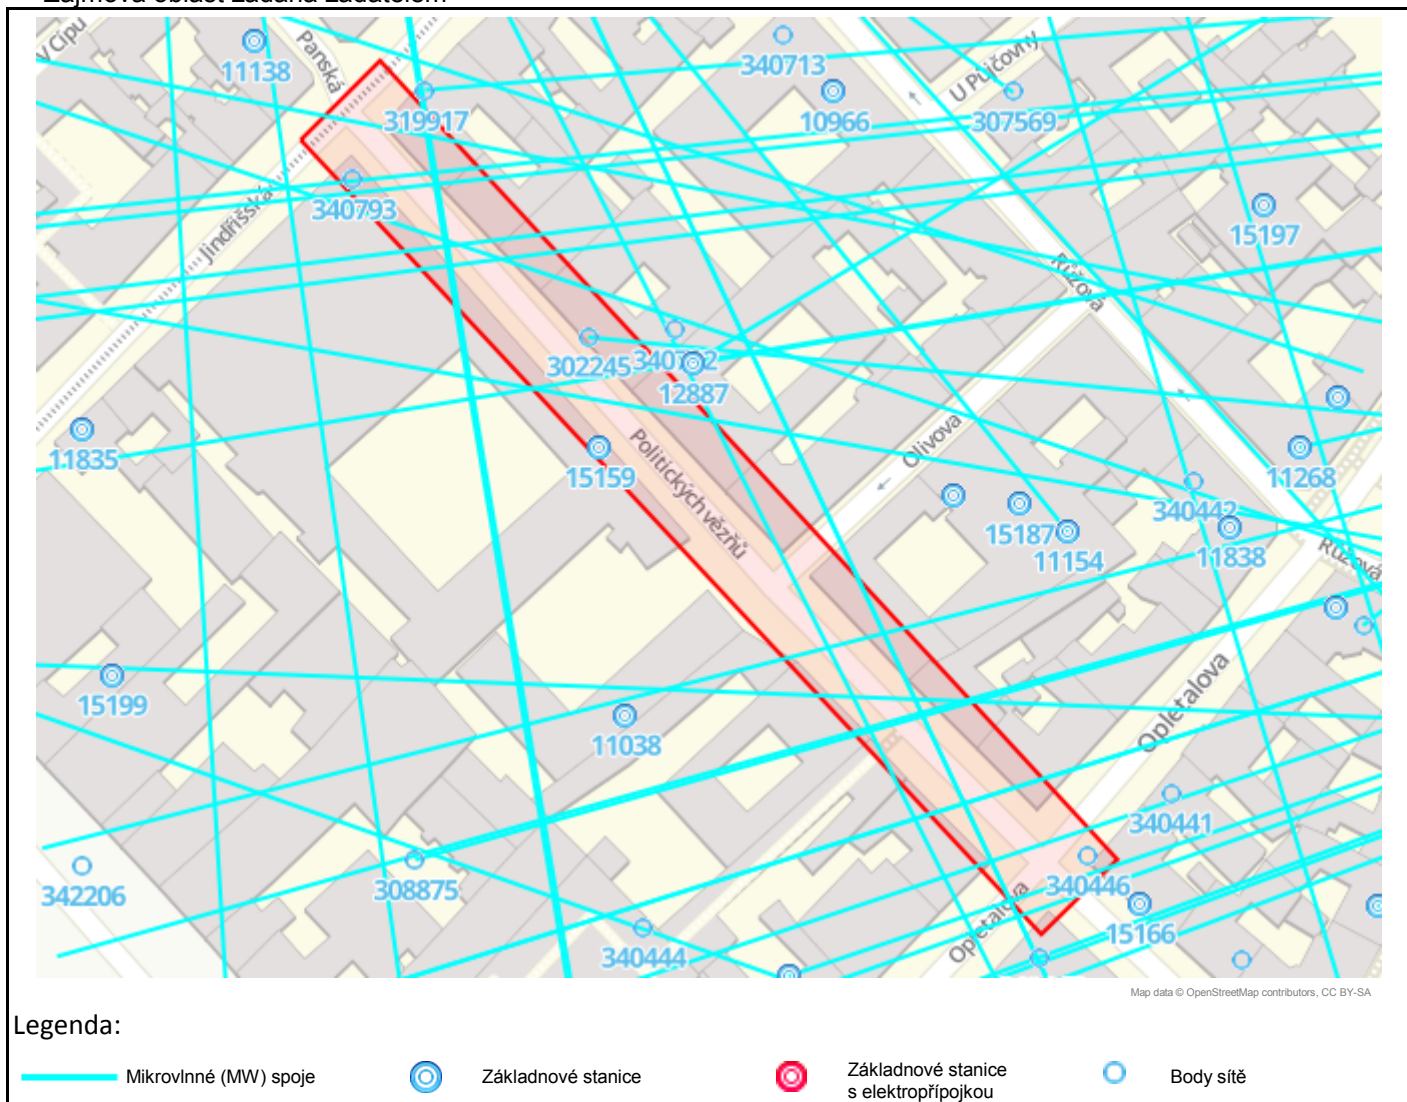 Zájmová oblast zadaná žadatelem
V Cípu
11138
Panská
340713
U Půjčovny
319917
10966
307569
340793
Jindřišská
15197
Růžová
302245
12887
11835
15159
Politických vězňů
Olivova
11268
340442
15187
11154
11838
Růžová
15199
11038
Opletalova
340441
342206
308875
340446
Opletalova
15166
340444
Map data © OpenStreetMap contributors, CC BY-SA
Legenda:
Mikrovlnné (MW) spoje
Základnové stanice
Základnové stanice
s elektropřípojkou
Body sítě